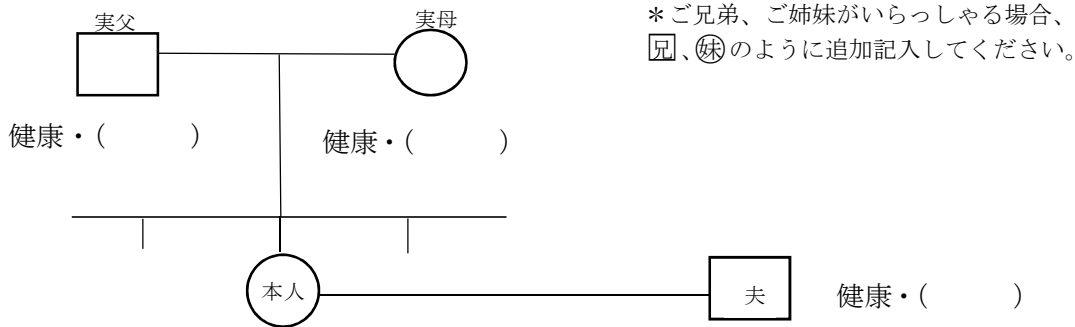 実父
実母
＊ご兄弟、ご姉妹がいらっしゃる場合、
兄、妹のように追加記入してください。
健康・(　　　)
健康・(　　　)
本人
夫
健康・(　　　)